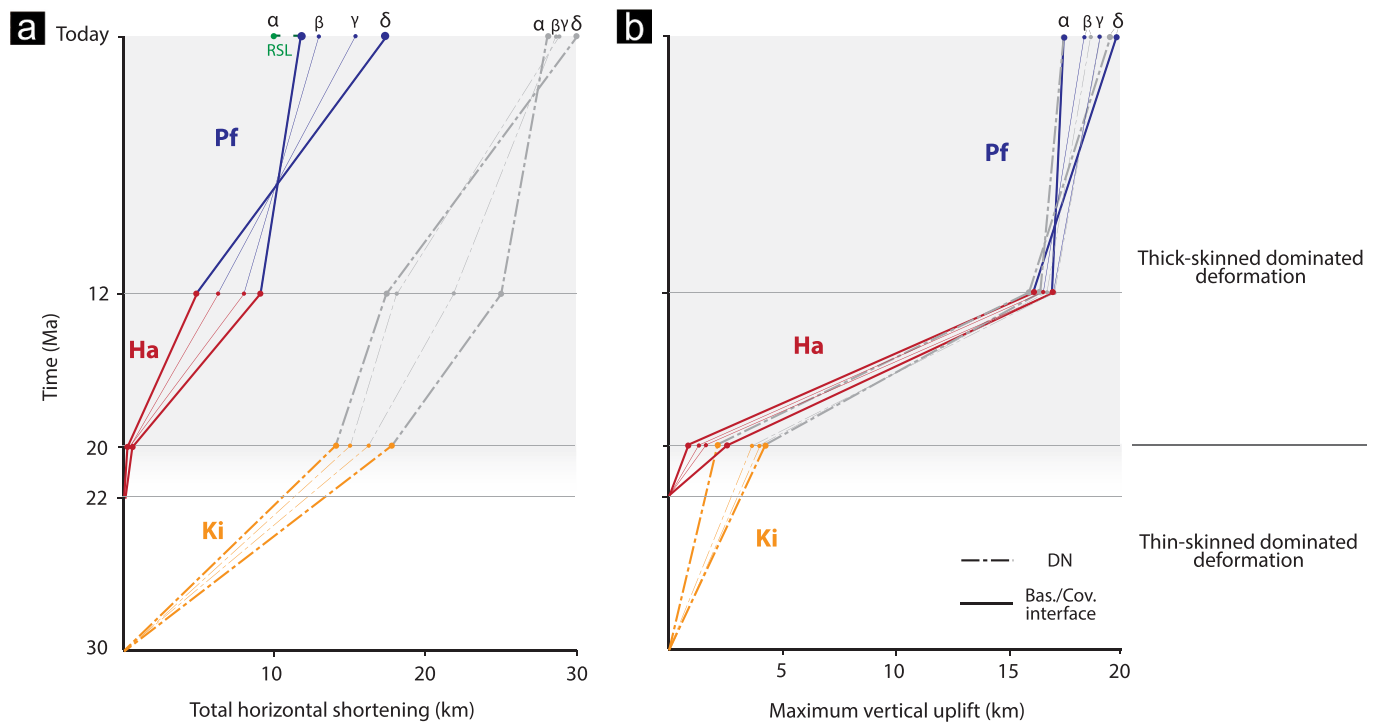 a
α β γ δ
α βγ δ
Today
RSL
Pf
12
Ha
Time (Ma)
20
22
Ki
30
10 20 30
Total horizontal shortening (km)
b
α β γ δ
Pf
Ha
Ki
DN
Bas./Cov.
interface
5 10 15 20
Maximum vertical uplift (km)
Thick-skinned dominated
deformation
Thin-skinned dominated
deformation